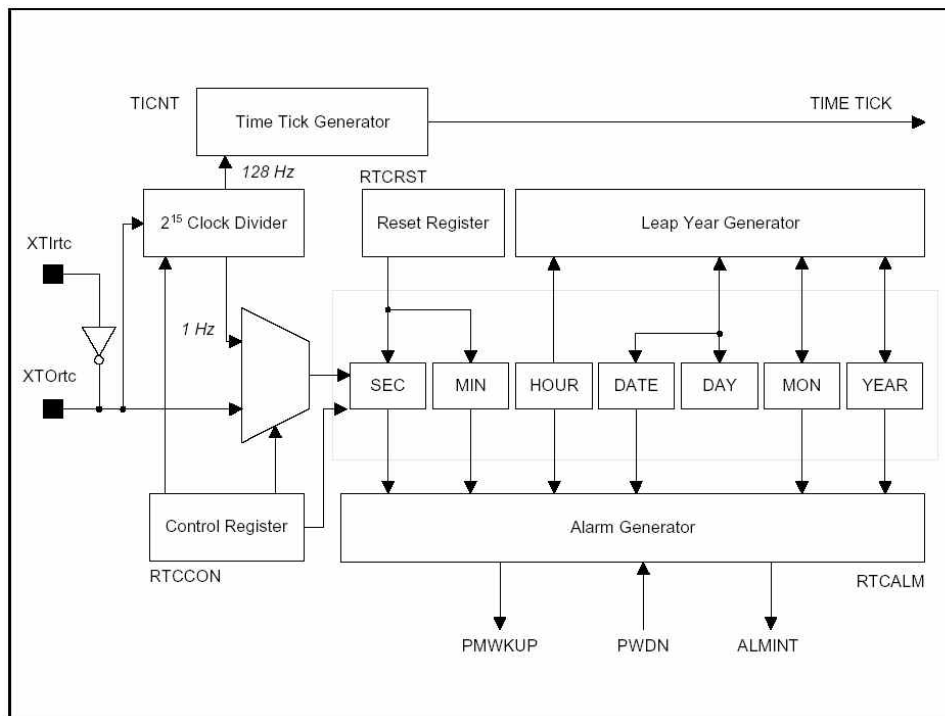 TICNT
Time Tick Generator
TIME TICK
128 Hz
RTCRST
2¹⁵ Clock Divider
Reset Register
Leap Year Generator
XTIrtc
1 Hz
XTOrtc
SEC
MIN
HOUR
DATE
DAY
MON
YEAR
Control Register
Alarm Generator
RTCCON
RTCALM
PMWKUP
PWDN
ALMINT